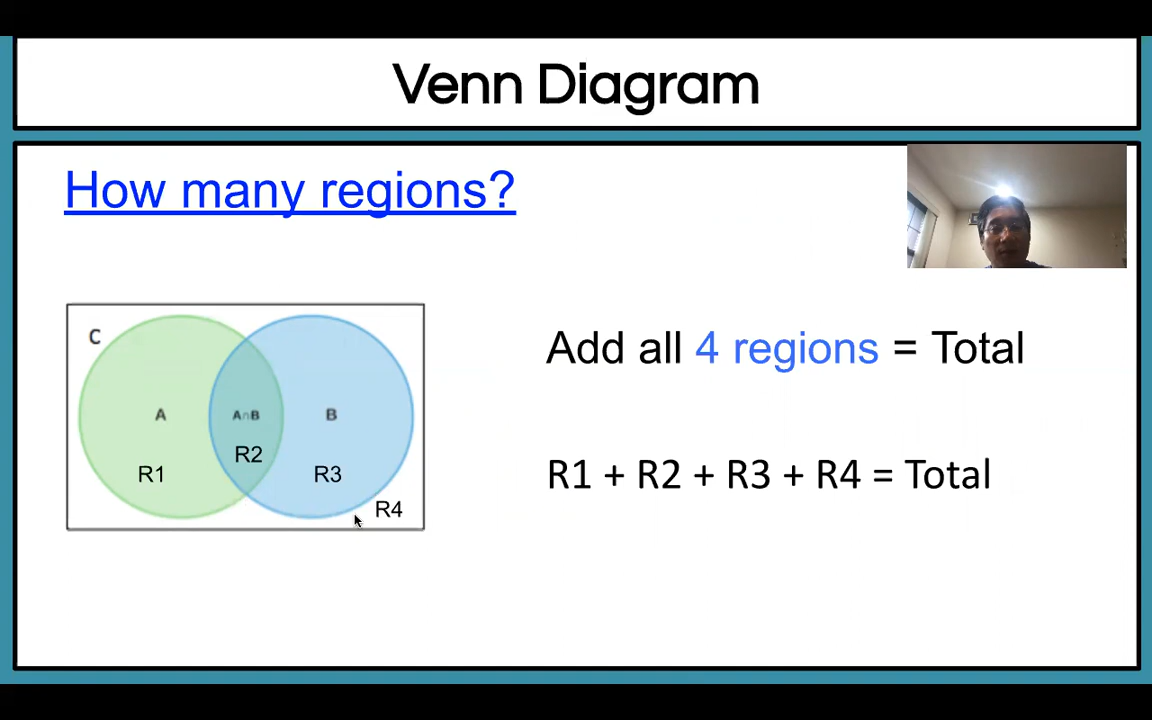 Venn Diagram
How many regions?
C
A
A∩B
B
R1
R2
R3
R4
Add all 4 regions = Total
R1 + R2 + R3 + R4 = Total